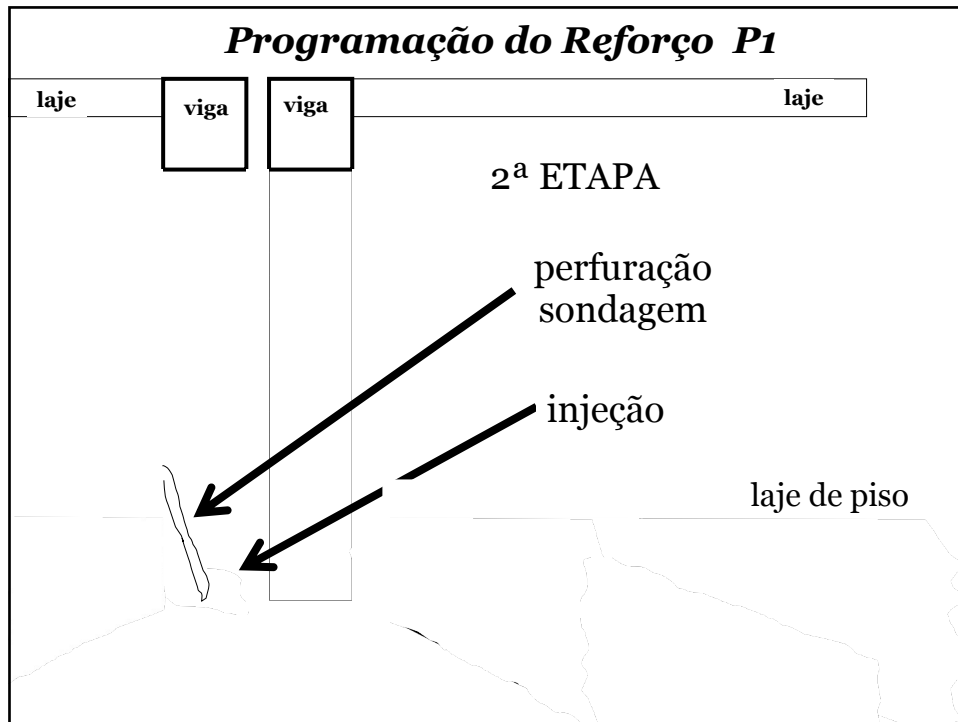 Programação do Reforço P1
laje
viga
viga
laje
2ª ETAPA
perfuração
sondagem
injeção
laje de piso